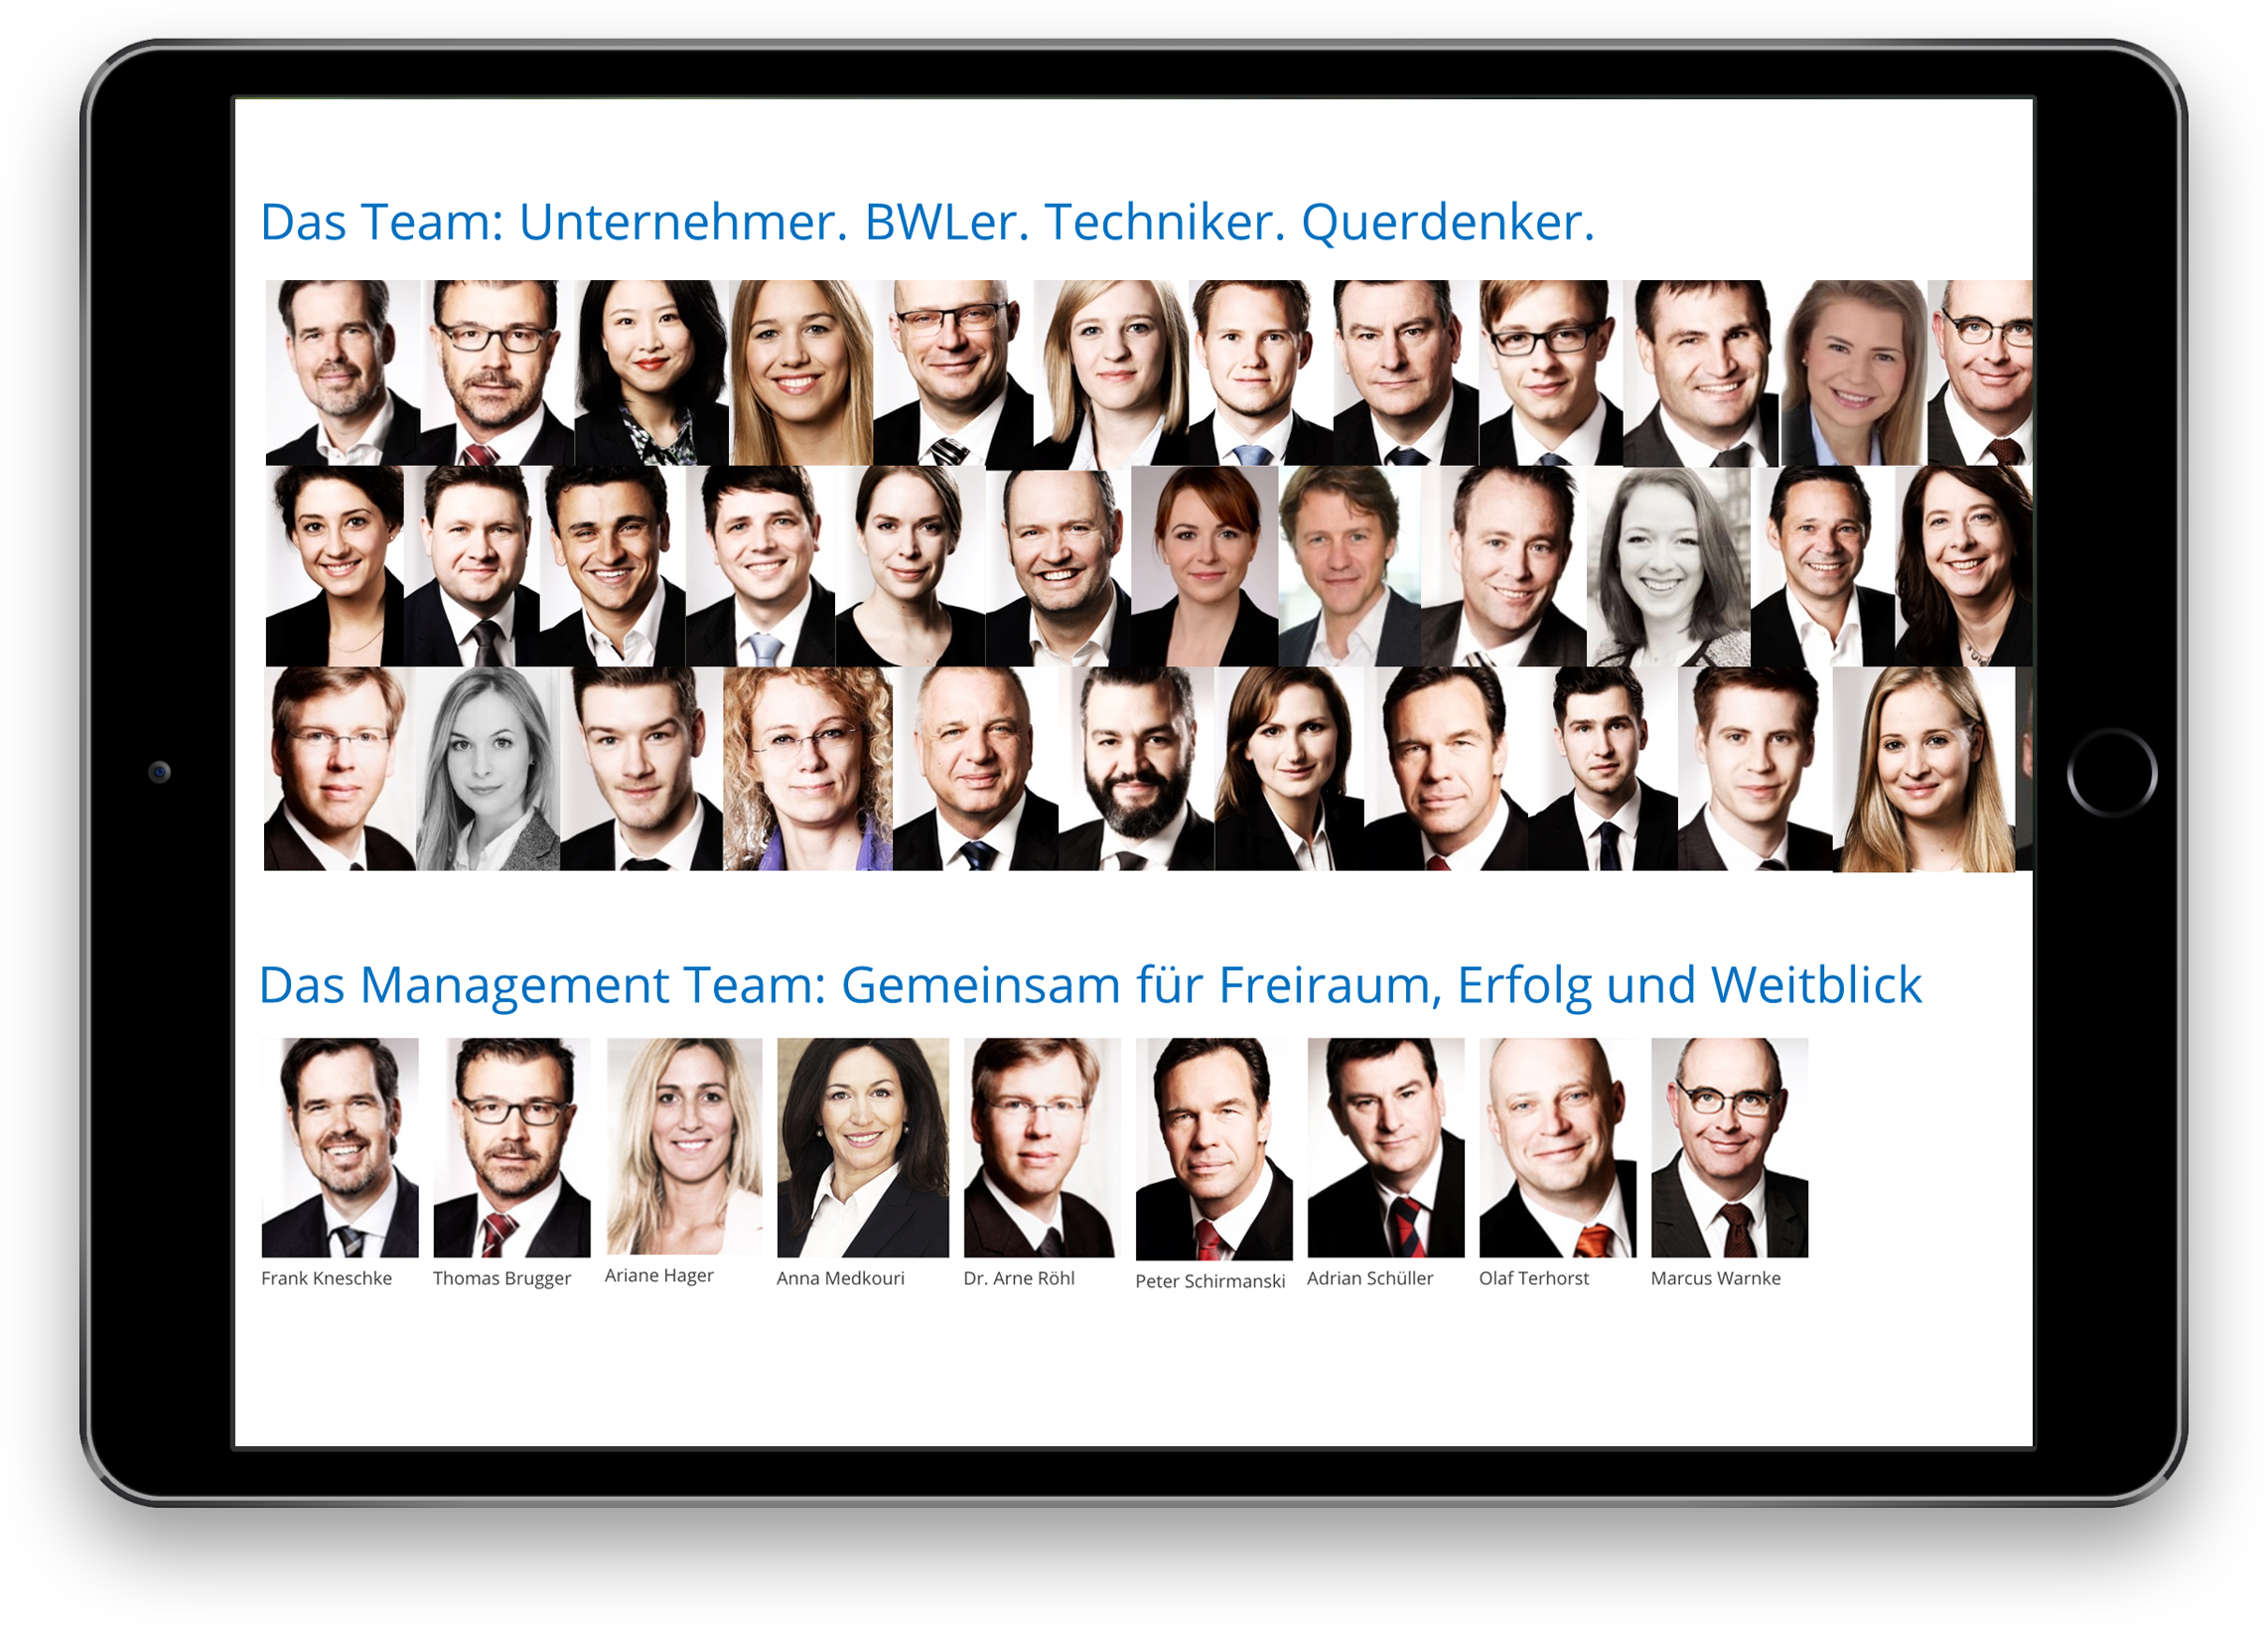 Das Team: Unternehmer. BWLer. Techniker. Querdenker.
Das Management Team: Gemeinsam für Freiraum, Erfolg und Weitblick
Frank Kneschke
Thomas Brugger
Ariane Hager
Anna Medkouri
Dr. Arne Röhl
Peter Schirmanski
Adrian Schüller
Olaf Terhorst
Marcus Warnke